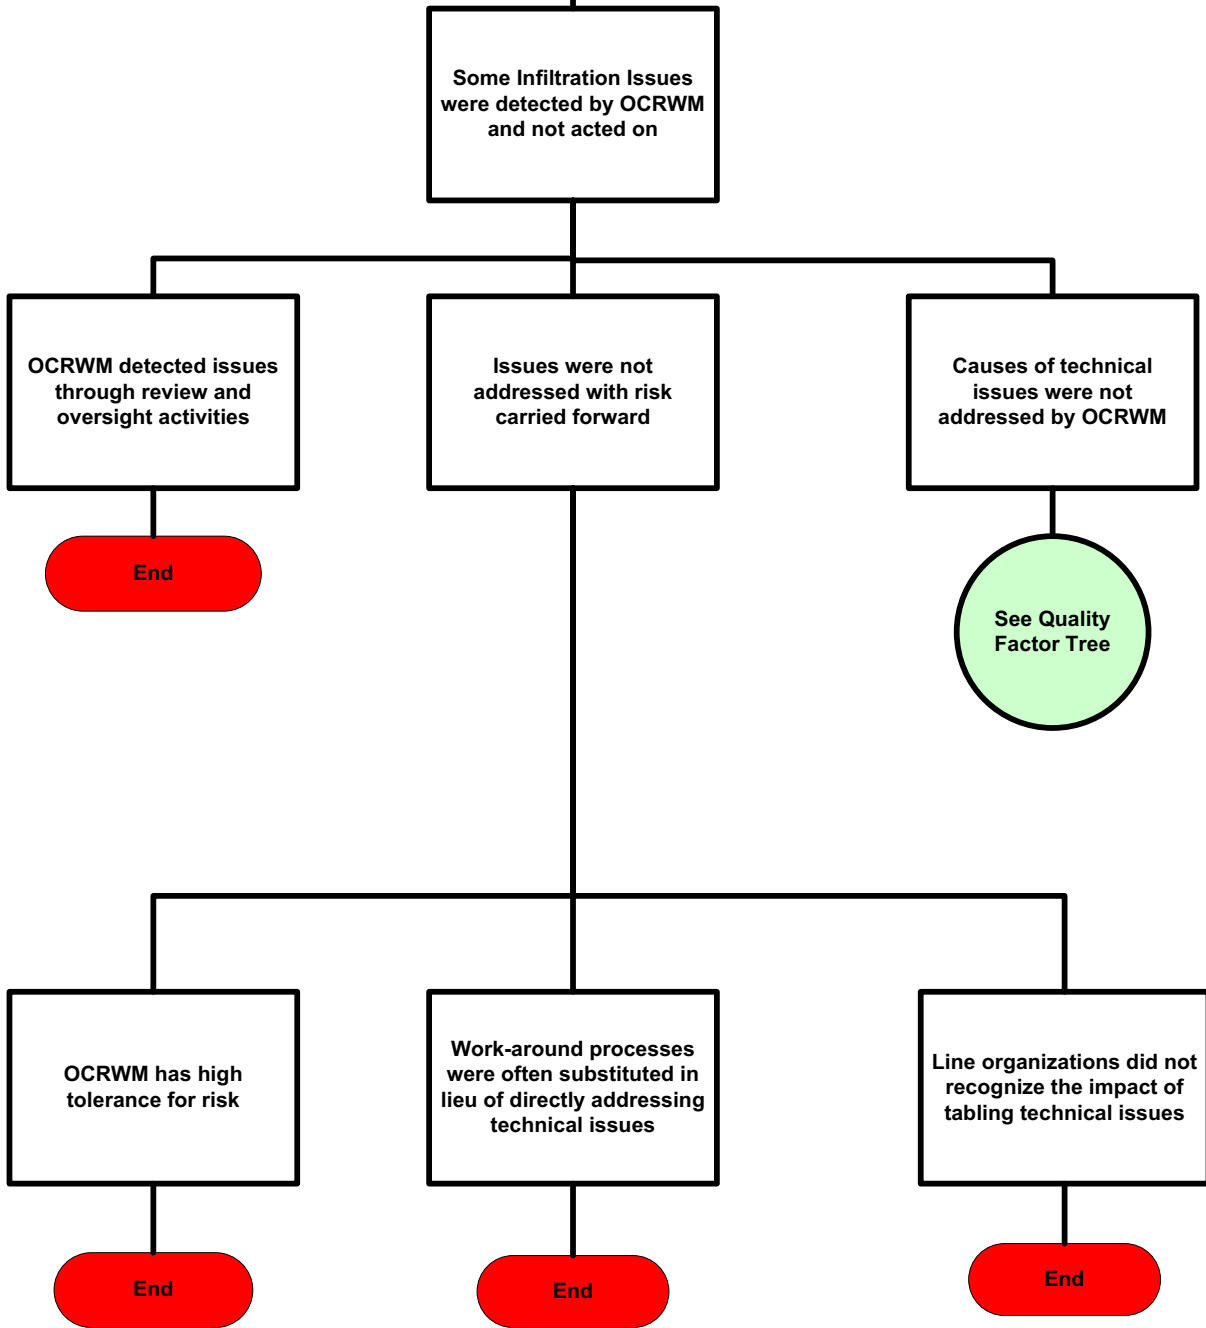 Some Infiltration Issues
were detected by OCRWM
and not acted on
OCRWM detected issues
through review and
oversight activities
Issues were not
addressed with risk
carried forward
Causes of technical
issues were not
addressed by OCRWM
End
See Quality
Factor Tree
OCRWM has high
tolerance for risk
Work-around processes
were often substituted in
lieu of directly addressing
technical issues
Line organizations did not
recognize the impact of
tabling technical issues
End
End
End